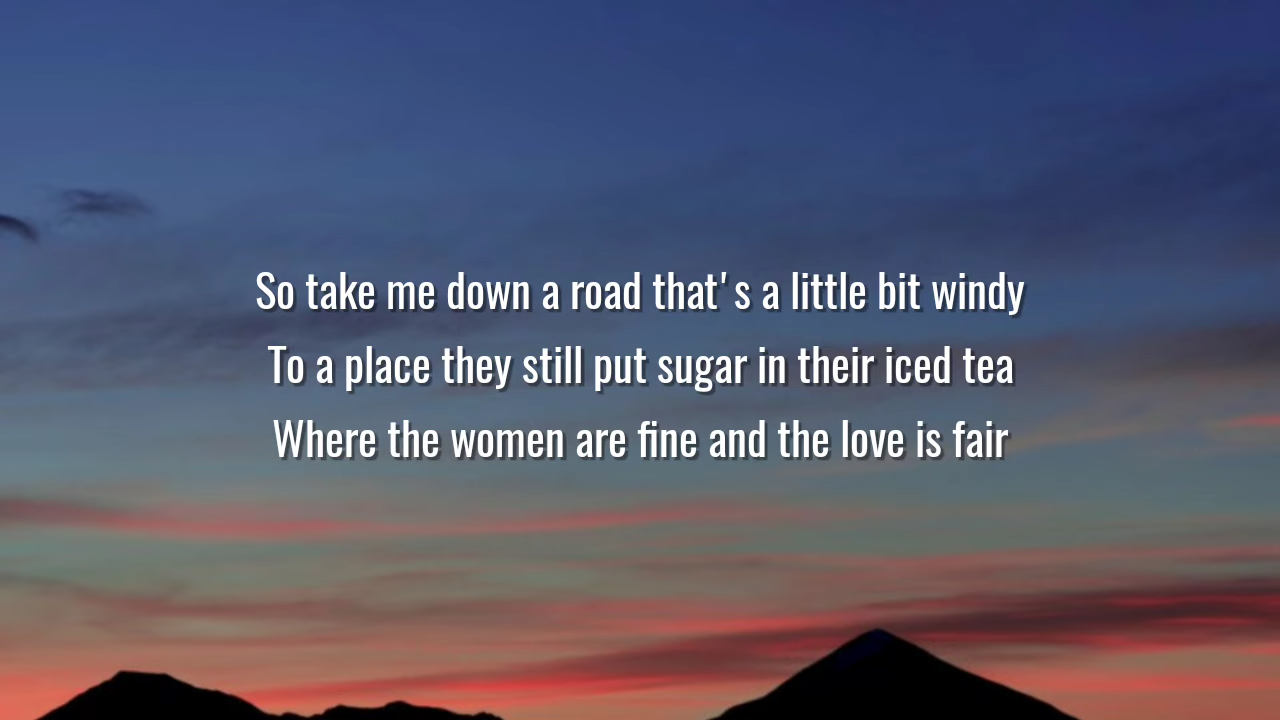 So take me down a road that's a little bit windy
To a place they still put sugar in their iced tea
Where the women are fine and the love is fair